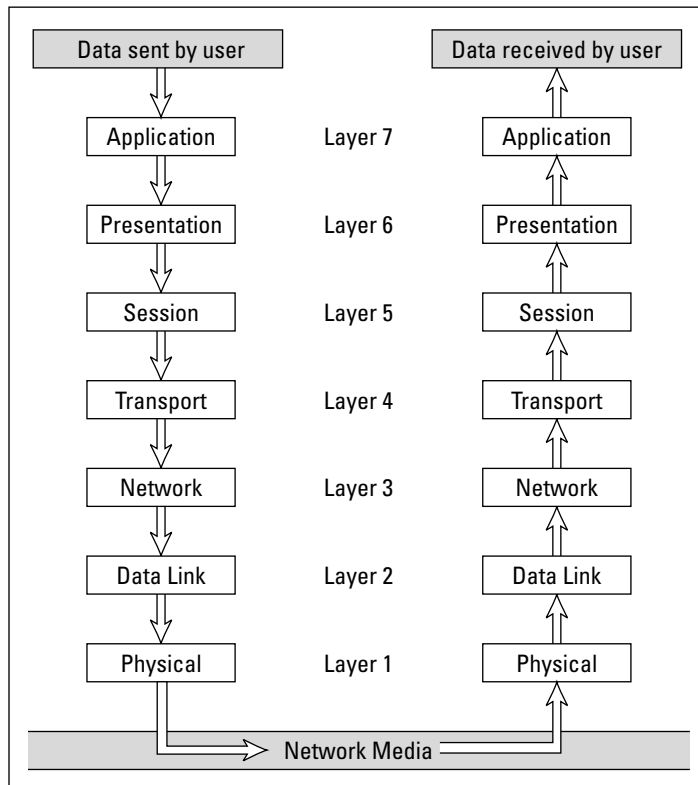 Data sent by user Data received by user
Application Layer 7 Application
Presentation Layer 6 Presentation
Session Layer 5 Session
Transport Layer 4 Transport
Network Layer 3 Network
Data Link Layer 2 Data Link
Physical Layer 1 Physical
Network Media